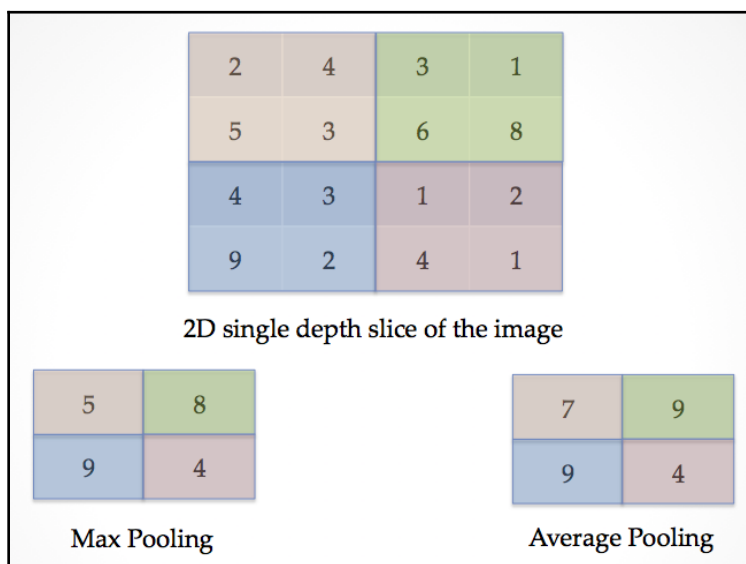 2 4 3 1
5 3 6 8
4 3 1 2
9 2 4 1
2D single depth slice of the image
5 8
9 4
Max Pooling
7 9
9 4
Average Pooling